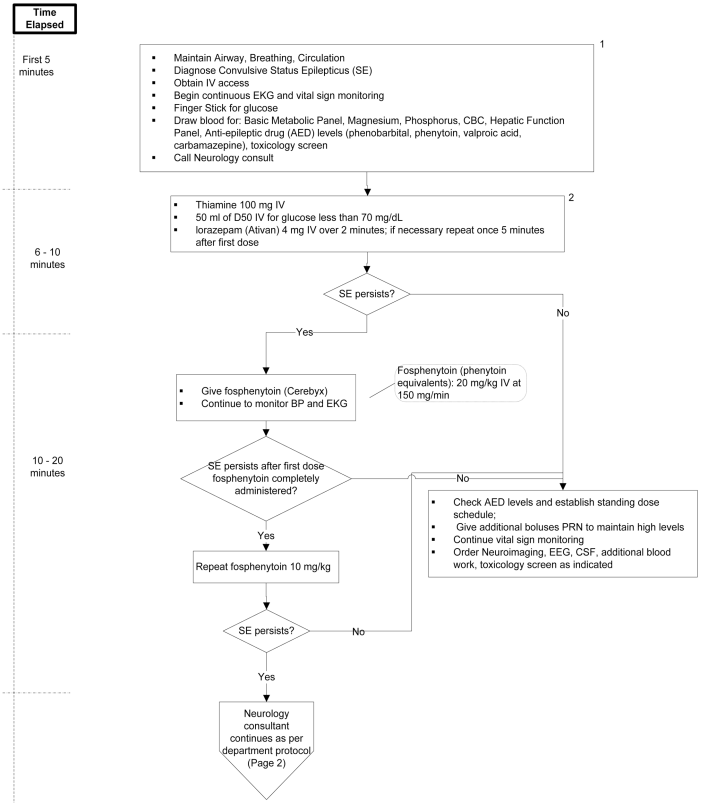 Time
Elapsed
First 5
minutes
1
▪ Maintain Airway, Breathing, Circulation
▪ Diagnose Convulsive Status Epilepticus (SE)
▪ Obtain IV access
▪ Begin continuous EKG and vital sign monitoring
▪ Finger Stick for glucose
▪ Draw blood for: Basic Metabolic Panel, Magnesium, Phosphorus, CBC, Hepatic Function
Panel, Anti-epileptic drug (AED) levels (phenobarbital, phenytoin, valproic acid,
carbamazepine), toxicology screen
▪ Call Neurology consult
6 - 10
minutes
2
▪ Thiamine 100 mg IV
▪ 50 ml of D50 IV for glucose less than 70 mg/dL
▪ lorazepam (Ativan) 4 mg IV over 2 minutes; if necessary repeat once 5 minutes
after first dose
SE persists?
No
Yes
10 - 20
minutes
▪ Give fosphenytoin (Cerebyx)
▪ Continue to monitor BP and EKG
Fosphenytoin (phenytoin
equivalents): 20 mg/kg IV at
150 mg/min
SE persists after first dose
fosphenytoin completely
administered?
No
Yes
▪ Check AED levels and establish standing dose
schedule;
▪ Give additional boluses PRN to maintain high levels
▪ Continue vital sign monitoring
▪ Order Neuroimaging, EEG, CSF, additional blood
work, toxicology screen as indicated
Repeat fosphenytoin 10 mg/kg
SE persists?
No
Yes
Neurology
consultant
continues as per
department protocol
(Page 2)